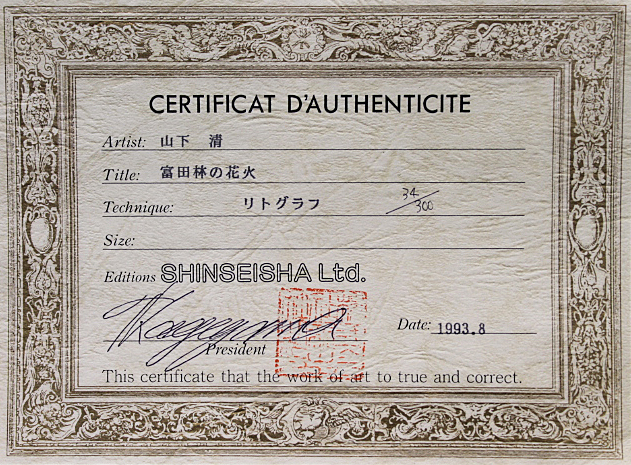 CERTIFICAT D'AUTHENTICITE
Artist: 山下 清
Title: 富田林の花火
Technique: リトグラフ 34/300
Size:
Editions SHINSEISHA Ltd.
President
Date: 1993.8
This certificate that the work of art to true and correct.